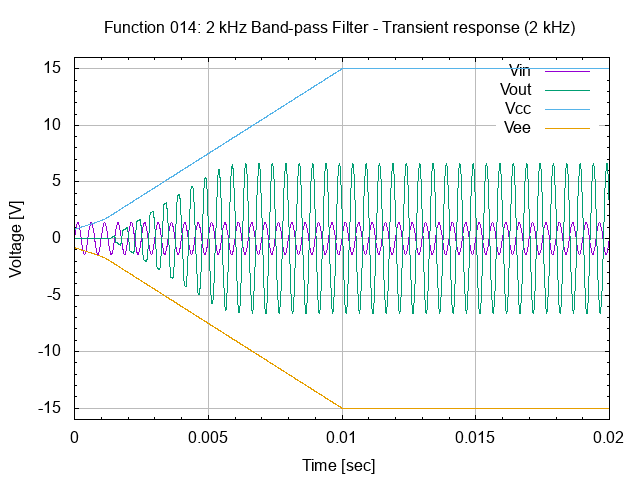 Function 014: 2 kHz Band-pass Filter - Transient response (2 kHz)
15
10
5
0
-5
-10
-15
Voltage [V]
Vin
Vout
Vcc
Vee
0 0.005 0.01 0.015 0.02
Time [sec]